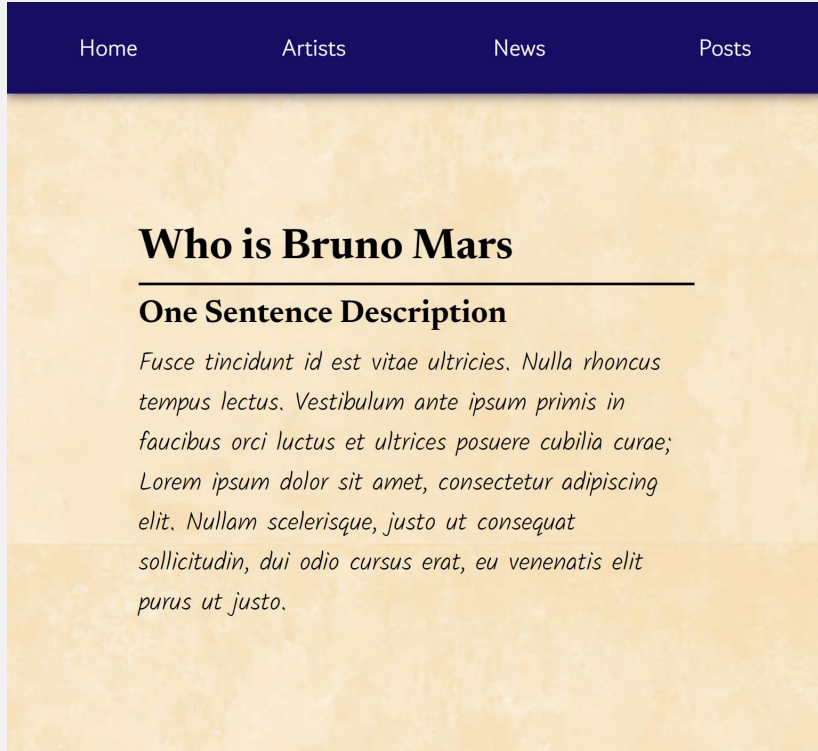 Home Artists News Posts
Who is Bruno Mars
One Sentence Description
Fusce tincidunt id est vitae ultricies. Nulla rhoncus
tempus lectus. Vestibulum ante ipsum primis in
faucibus orci luctus et ultrices posuere cubilia curae;
Lorem ipsum dolor sit amet, consectetur adipiscing
elit. Nullam scelerisque, justo ut consequat
sollicitudin, dui odio cursus erat, eu venenatis elit
purus ut justo.